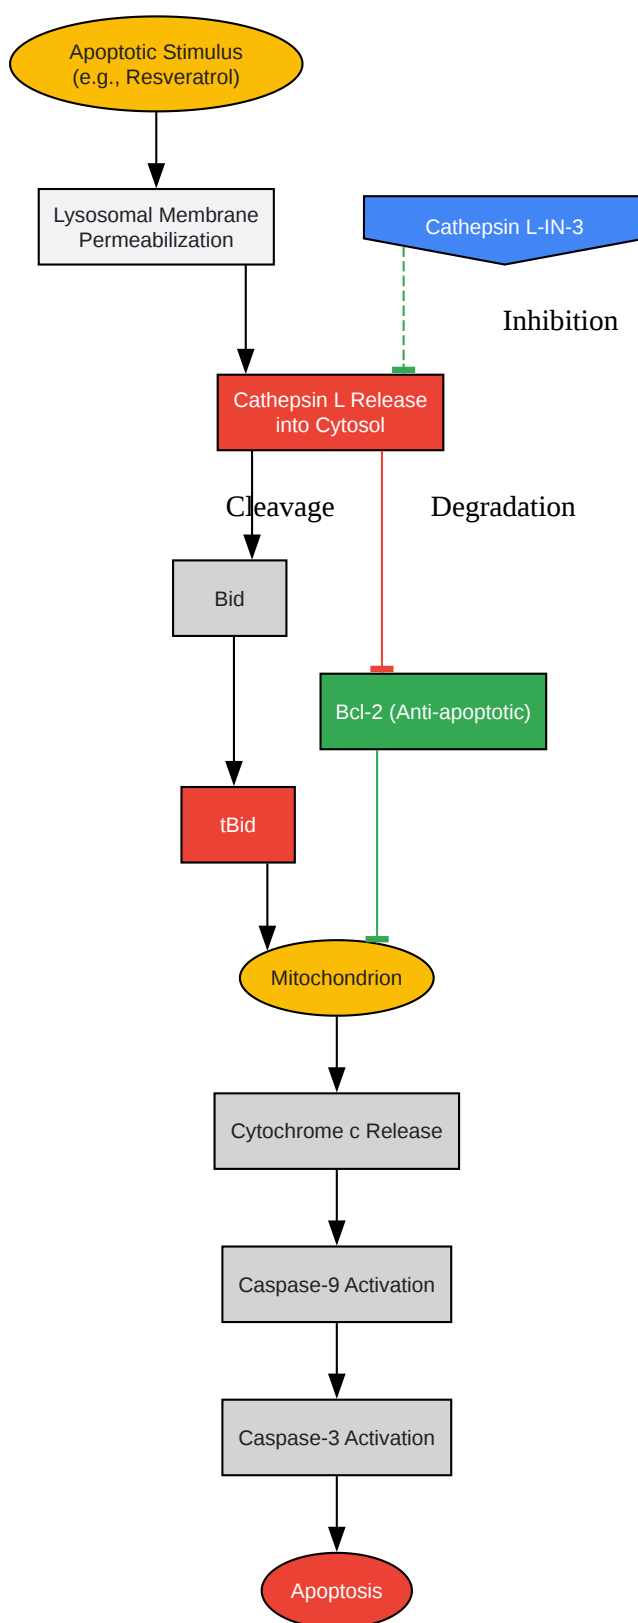 Apoptotic Stimulus
(e.g., Resveratrol)
Lysosomal Membrane
Permeabilization
Cathepsin L-IN-3
Inhibition
Cathepsin L Release
into Cytosol
Cleavage
Degradation
Bid
Bcl-2 (Anti-apoptotic)
tBid
Mitochondrion
Cytochrome c Release
Caspase-9 Activation
Caspase-3 Activation
Apoptosis